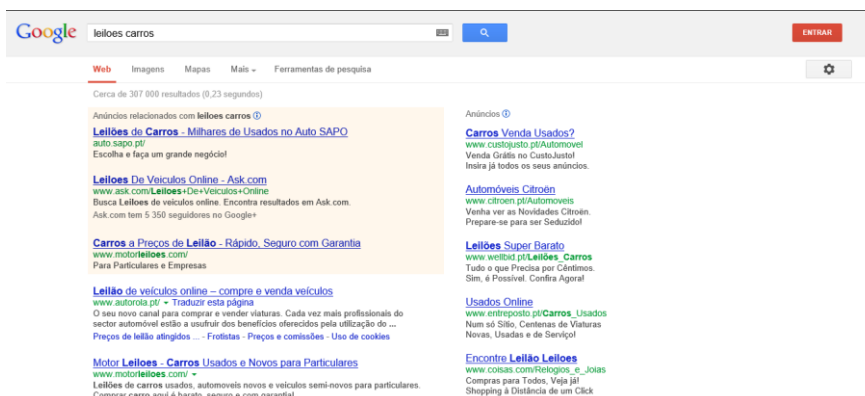 Google
leiloes carros
ENTRAR
Web Imagens Mapas Mais Ferramentas de pesquisa
Cerca de 307 000 resultados (0,23 segundos)
Anúncios relacionados com leiloes carros
Leilões de Carros - Milhares de Usados no Auto SAPO
auto.sapo.pt/
Escolha e faça um grande negócio!
Leiloes De Veiculos Online - Ask.com
www.ask.com/Leiloes+De+Veiculos+Online
Busca Leiloes de veiculos online. Encontra resultados em Ask.com.
Ask.com tem 5 350 seguidores no Google+
Carros a Preços de Leilão - Rápido, Seguro com Garantia
www.motorleiloes.com/
Para Particulares e Empresas
Leilão de veículos online – compre e venda veículos
www.autorola.pt/ Traduzir esta página
O seu novo canal para comprar e vender viaturas. Cada vez mais profissionais do
sector automóvel estão a usufruir dos benefícios oferecidos pela utilização do ...
Preços de leilão atingidos ... - Frotistas - Preços e comissões - Uso de cookies
Motor Leiloes - Carros Usados e Novos para Particulares
www.motorleiloes.com/
Leilões de carros usados, automoveis novos e veiculos semi-novos para particulares.
Comprar carro aqui é barato, seguro e com garantia!
Anúncios
Carros Venda Usados?
www.custojusto.pt/Automovel
Venda Grátis no CustoJusto!
Insira já todos os seus anúncios.
Automóveis Citroën
www.citroen.pt/Automoveis
Venha ver as Novidades Citroën.
Prepare-se para ser Seduzido!
Leilões Super Barato
www.wellbid.pt/Leilões_Carros
Tudo o que Precisa por Cêntimos.
Sim, é Possível. Confira Agora!
Usados Online
www.entreposto.pt/Carros_Usados
Num só Sítio, Centenas de Viaturas
Novas, Usadas e de Serviço!
Encontre Leilão Leiloes
www.coisas.com/Relogios_e_Joias
Compras para Todos, Veja já!
Shopping à Distância de um Click